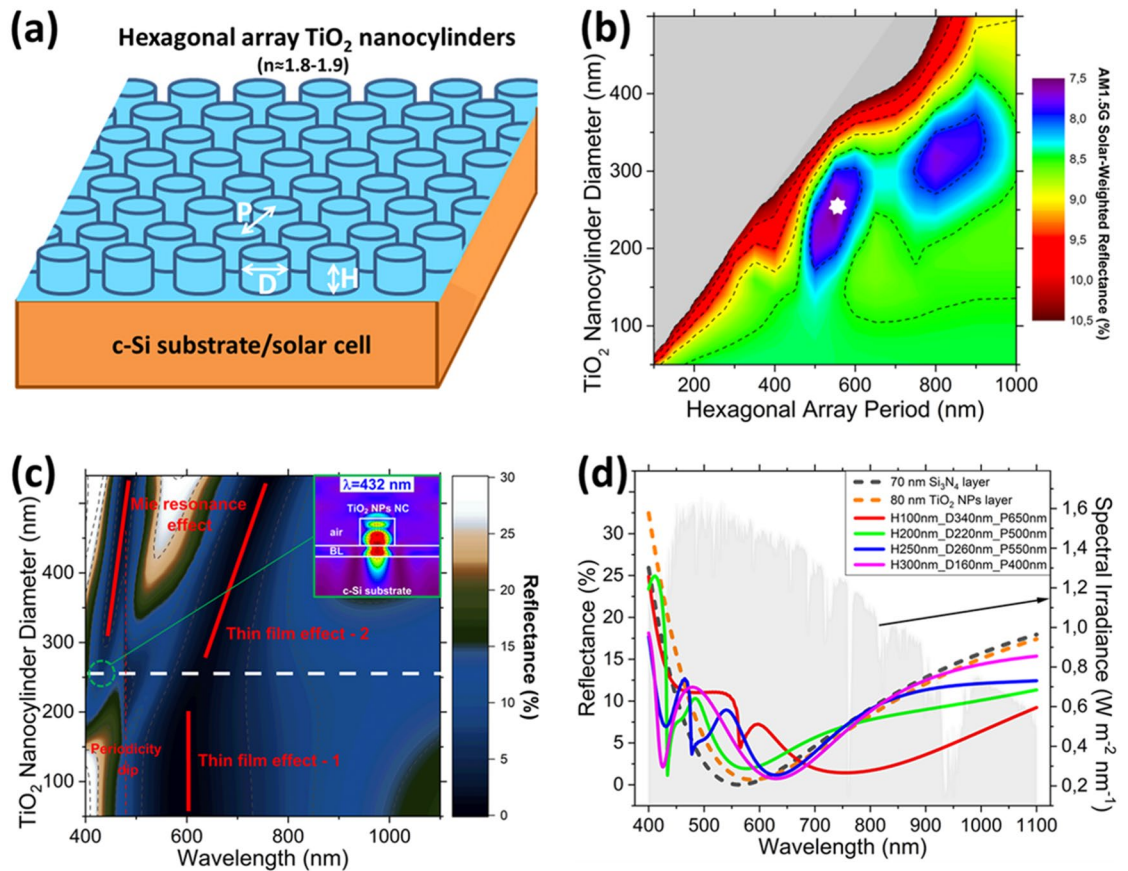 (a)
Hexagonal array TiO2 nanocylinders
(n≈1.8-1.9)
P
D
H
c-Si substrate/solar cell
(b)
TiO2 Nanocylinder Diameter (nm)
400
300
200
100
200
400
600
800
1000
Hexagonal Array Period (nm)
7,5
8,0
8,5
9,0
9,5
10,0
10,5
AM1.5G Solar-Weighted Reflectance (%)
(c)
TiO2 Nanocylinder Diameter (nm)
500
400
300
200
100
400
600
800
1000
Wavelength (nm)
Mie resonance
effect
Thin film effect - 2
Thin film effect - 1
Periodicity
dip
λ=432 nm
TiO2 NPs NC
air
BL
c-Si substrate
30
25
20
15
10
5
0
Reflectance (%)
(d)
Reflectance (%)
30
25
20
15
10
5
0
400
500
600
700
800
900
1000
1100
Wavelength (nm)
70 nm Si3N4 layer
80 nm TiO2 NPs layer
H100nm_D340nm_P650nm
H200nm_D220nm_P500nm
H250nm_D260nm_P550nm
H300nm_D160nm_P400nm
1,6
1,4
1,2
1,0
0,8
0,6
0,4
0,2
Spectral Irradiance (W m-2 nm-1)